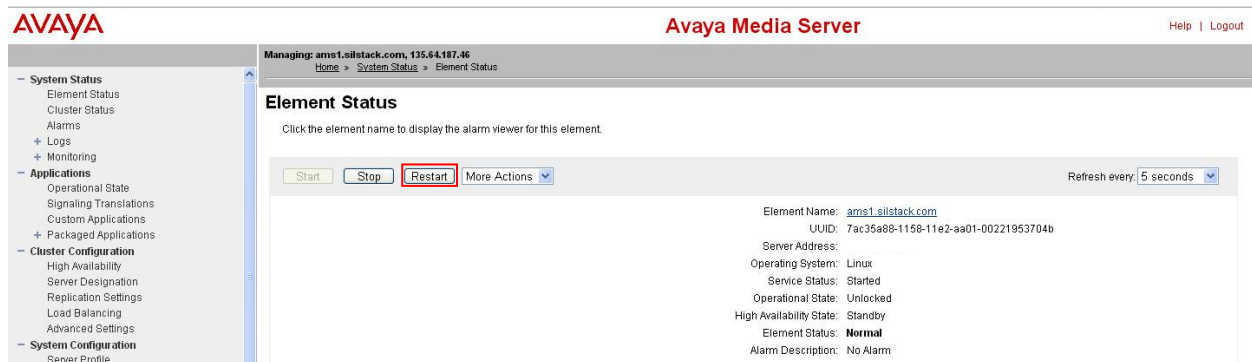 AVAYA
Avaya Media Server
Help | Logout
Managing: ams1.silstack.com, 135.64.187.46
Home » System Status » Element Status
− System Status
Element Status
Cluster Status
Alarms
+ Logs
+ Monitoring
− Applications
Operational State
Signaling Translations
Custom Applications
+ Packaged Applications
− Cluster Configuration
High Availability
Server Designation
Replication Settings
Load Balancing
Advanced Settings
− System Configuration
Server Profile
Element Status
Click the element name to display the alarm viewer for this element.
Start Stop Restart More Actions Refresh every: 5 seconds
Element Name: ams1.silstack.com
UUID: 7ac35a88-1158-11e2-aa01-00221953704b
Server Address:
Operating System: Linux
Service Status: Started
Operational State: Unlocked
High Availability State: Standby
Element Status: Normal
Alarm Description: No Alarm